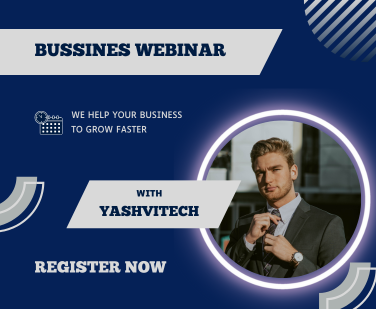 BUSSINES WEBINAR
WE HELP YOUR BUSINESS
TO GROW FASTER
WITH
YASHVITECH
REGISTER NOW